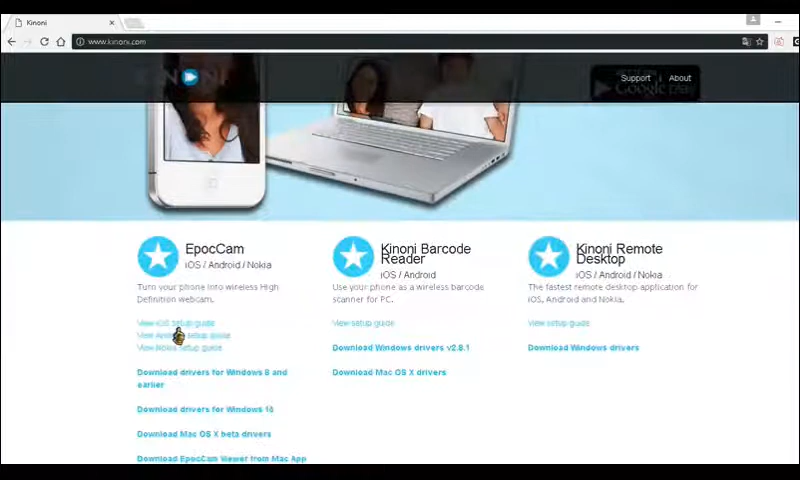 Kinoni
www.kinoni.com
Support | About
Google play
EpocCam
iOS / Android / Nokia
Turn your phone into wireless High
Definition webcam.
View iOS setup guide
View Android setup guide
View Nokia setup guide
Download drivers for Windows 8 and
earlier
Download drivers for Windows 10
Download Mac OS X beta drivers
Download EpocCam Viewer from Mac App
Kinoni Barcode
Reader
iOS / Android
Use your phone as a wireless barcode
scanner for PC.
View setup guide
Download Windows drivers v2.8.1
Download Mac OS X drivers
Kinoni Remote
Desktop
iOS / Android / Nokia
The fastest remote desktop application for
iOS, Android and Nokia.
View setup guide
Download Windows drivers